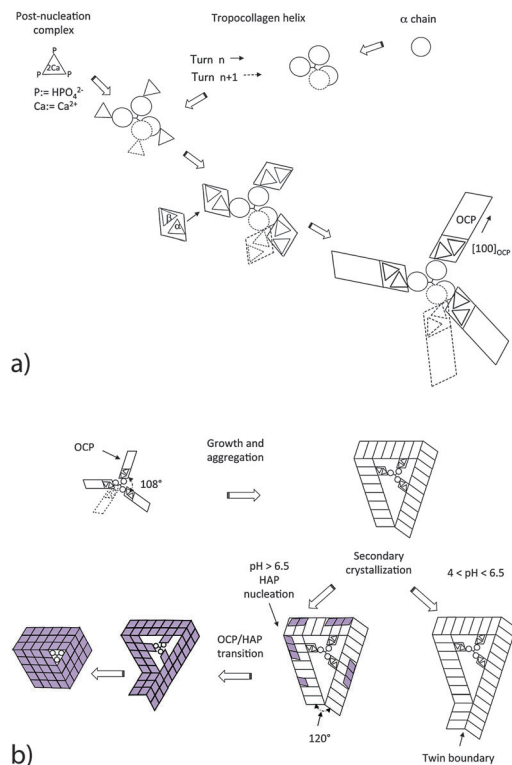 Post-nucleation
complex
Tropocollagen helix
α chain
P
2Ca
P
P
Turn n
Turn n+1
P:= HPO₄²⁻
Ca:= Ca²⁺
β
α
OCP
[100]OCP
a)
OCP
108°
Growth and
aggregation
Secondary
crystallization
pH > 6.5
HAP
nucleation
4 < pH < 6.5
OCP/HAP
transition
120°
Twin boundary
b)